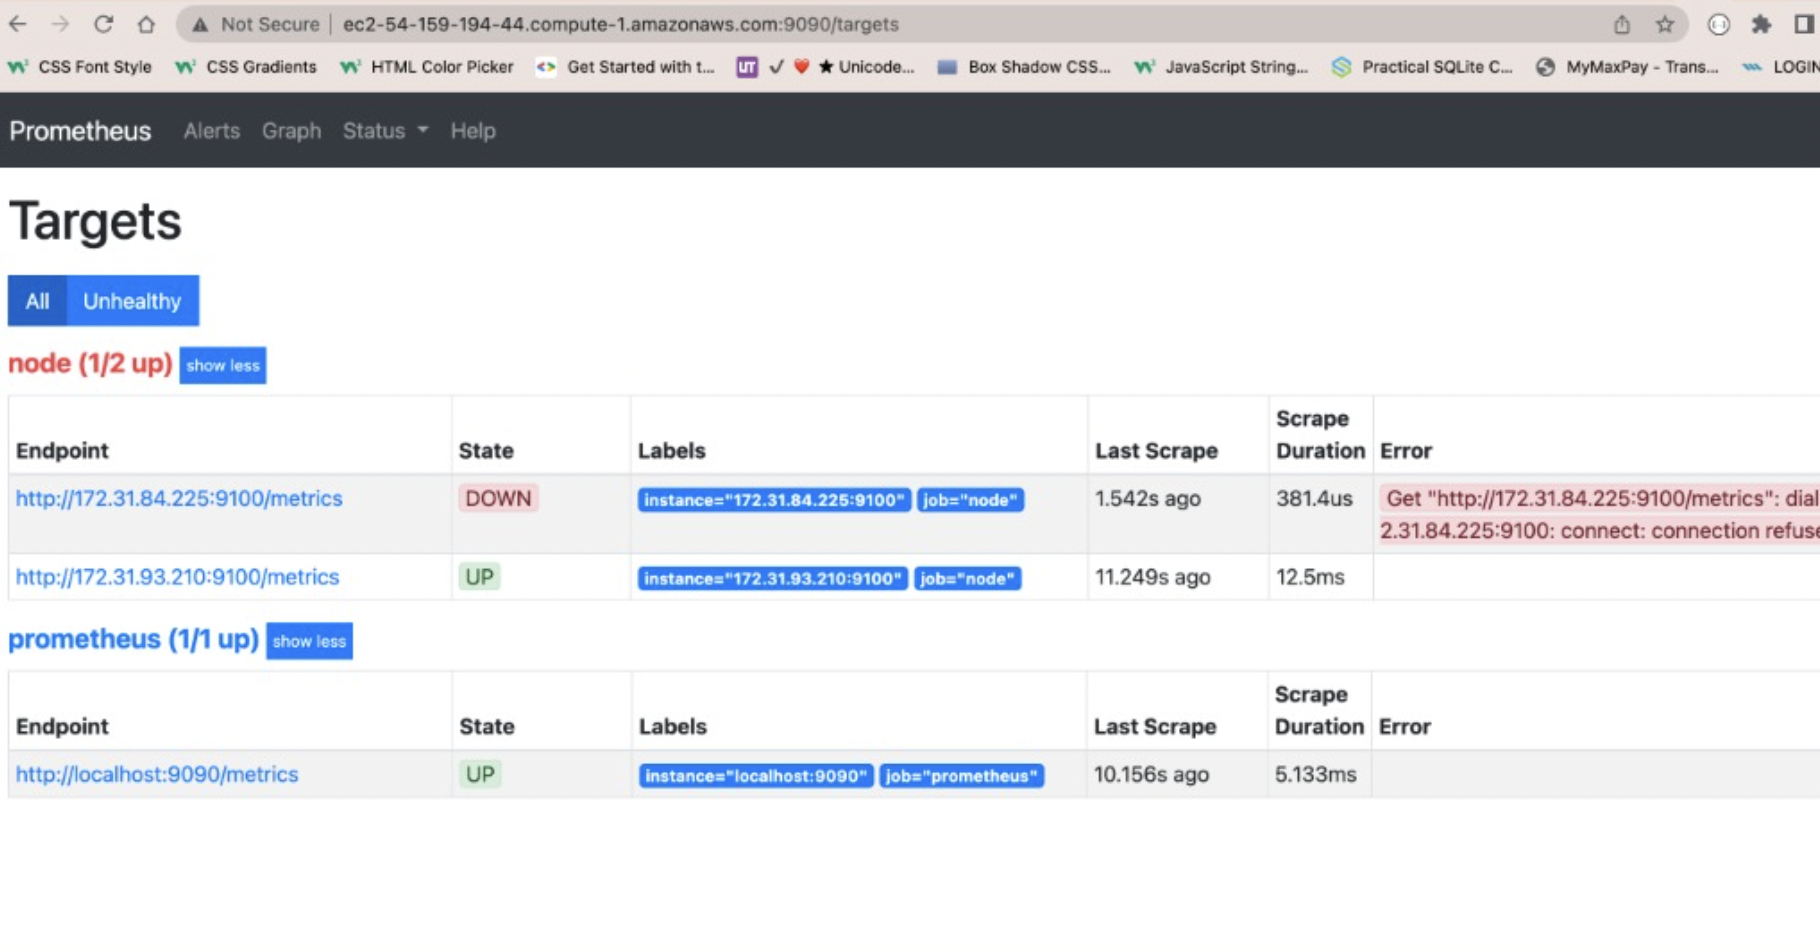 Not Secure | ec2-54-159-194-44.compute-1.amazonaws.com:9090/targets
CSS Font Style CSS Gradients HTML Color Picker Get Started with t... UT ✓ ❤️ ★ Unicode... Box Shadow CSS... JavaScript String... Practical SQLite C... MyMaxPay - Trans... LOGIN
Prometheus Alerts Graph Status Help
Targets
All Unhealthy
node (1/2 up) show less
Endpoint State Labels Last Scrape Scrape Duration Error
http://172.31.84.225:9100/metrics DOWN instance="172.31.84.225:9100" job="node" 1.542s ago 381.4us Get "http://172.31.84.225:9100/metrics": dial
2.31.84.225:9100: connect: connection refuse
http://172.31.93.210:9100/metrics UP instance="172.31.93.210:9100" job="node" 11.249s ago 12.5ms
prometheus (1/1 up) show less
Endpoint State Labels Last Scrape Scrape Duration Error
http://localhost:9090/metrics UP instance="localhost:9090" job="prometheus" 10.156s ago 5.133ms